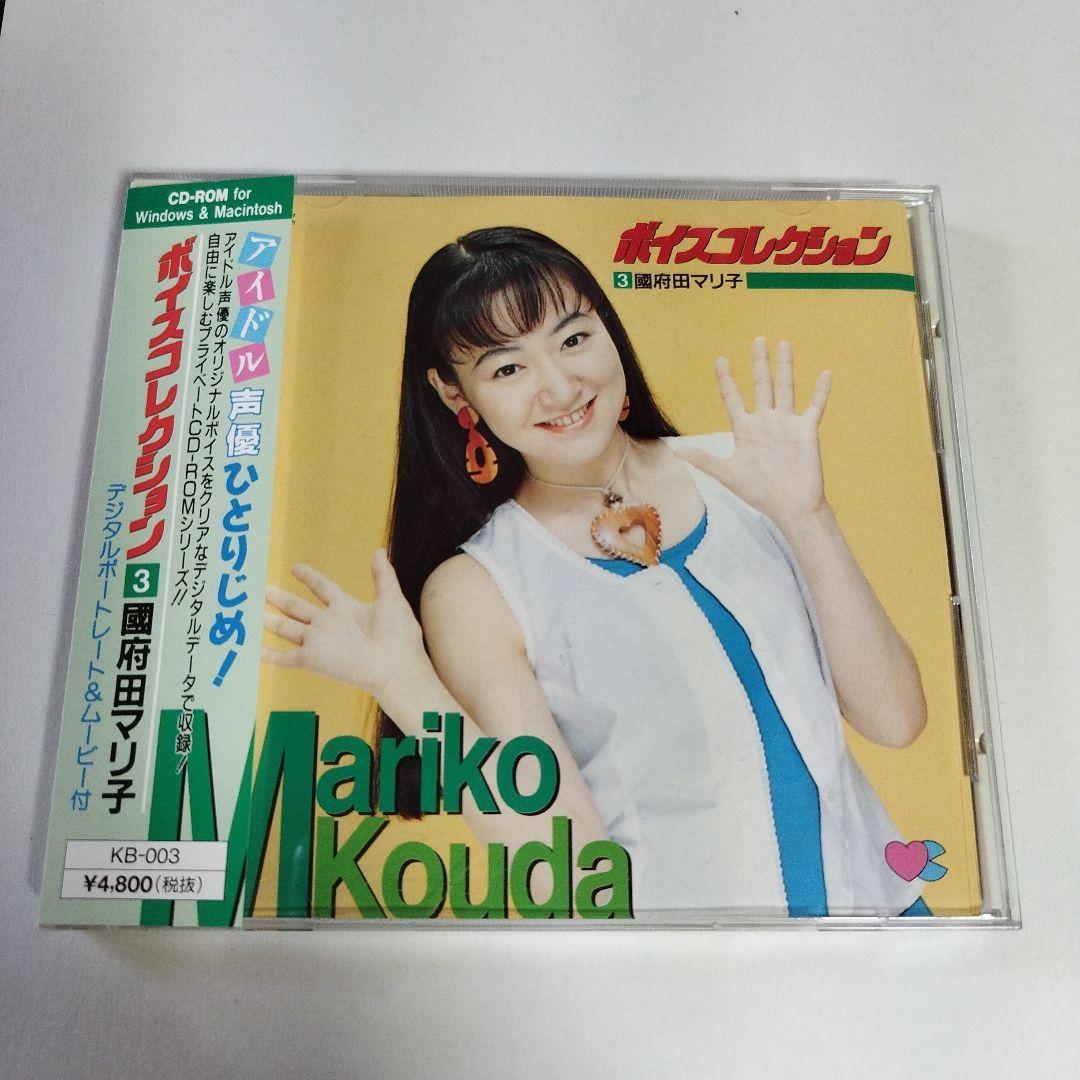 CD-ROM for
Windows & Macintosh
アイドル声優ひとりじめ!
アイドル声優のオリジナルボイスをクリアなデジタルデータで収録!
自由に楽しむプライベートCD-ROMシリーズ!!
ボイスコレクション
3 國府田マリ子
デジタルポートレート&ムービー付
KB-003
¥4,800(税抜)
ボイスコレクション
3 國府田マリ子
Mariko
Kouda